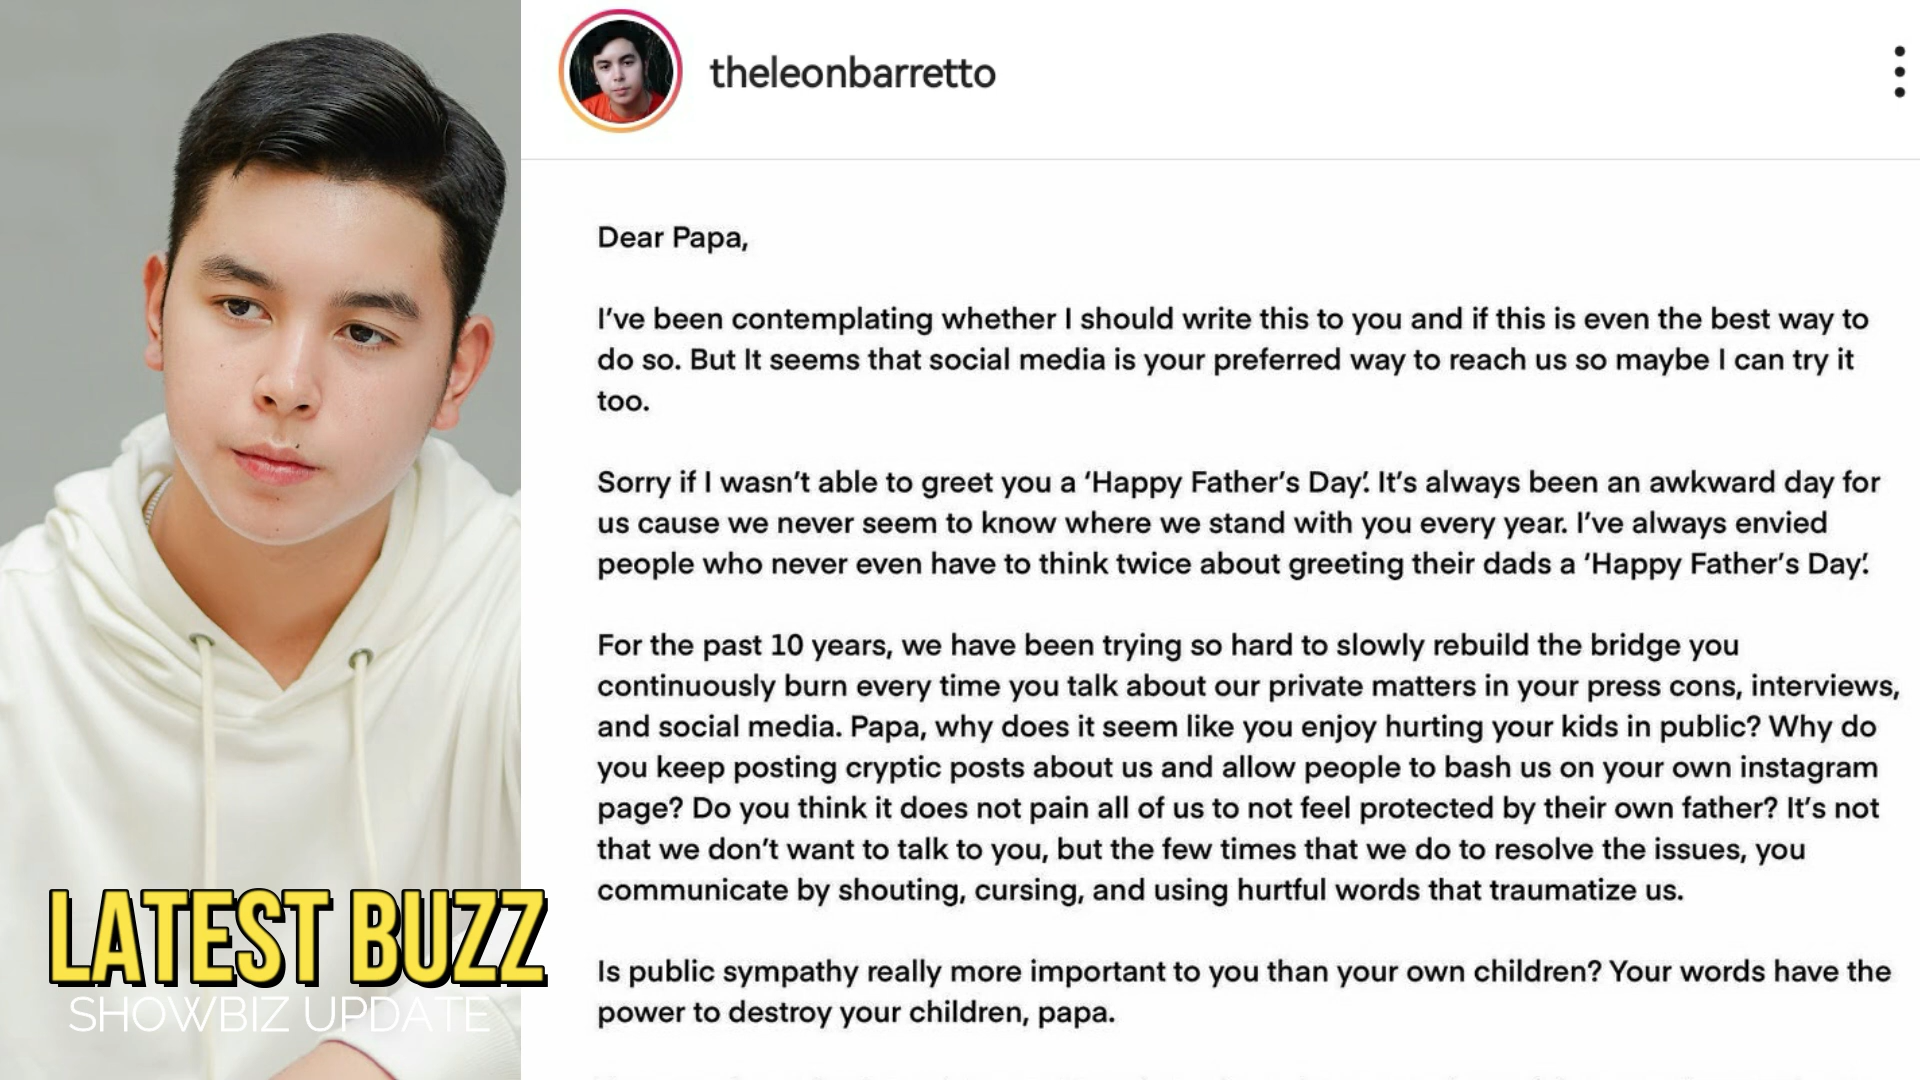 theleonbarretto
Dear Papa,
I've been contemplating whether I should write this to you and if this is even the best way to
do so. But It seems that social media is your preferred way to reach us so maybe I can try it
too.
Sorry if I wasn't able to greet you a ‘Happy Father's Day’. It's always been an awkward day for
us cause we never seem to know where we stand with you every year. I've always envied
people who never even have to think twice about greeting their dads a ‘Happy Father's Day’.
For the past 10 years, we have been trying so hard to slowly rebuild the bridge you
continuously burn every time you talk about our private matters in your press cons, interviews,
and social media. Papa, why does it seem like you enjoy hurting your kids in public? Why do
you keep posting cryptic posts about us and allow people to bash us on your own instagram
page? Do you think it does not pain all of us to not feel protected by their own father? It's not
that we don't want to talk to you, but the few times that we do to resolve the issues, you
communicate by shouting, cursing, and using hurtful words that traumatize us.
Is public sympathy really more important to you than your own children? Your words have the
power to destroy your children, papa.
LATEST BUZZ
SHOWBIZ UPDATE